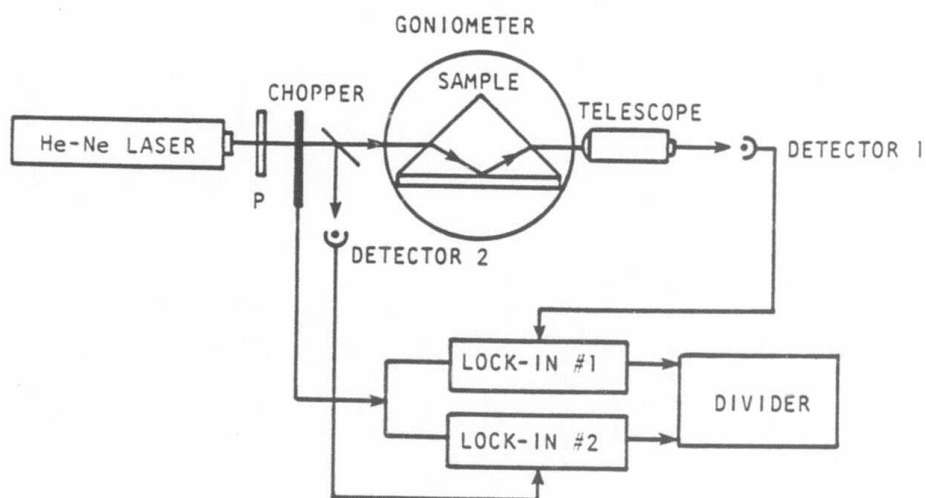 GONIOMETER
SAMPLE
CHOPPER
TELESCOPE
He-Ne LASER
DETECTOR 1
P
DETECTOR 2
LOCK-IN #1
DIVIDER
LOCK-IN #2